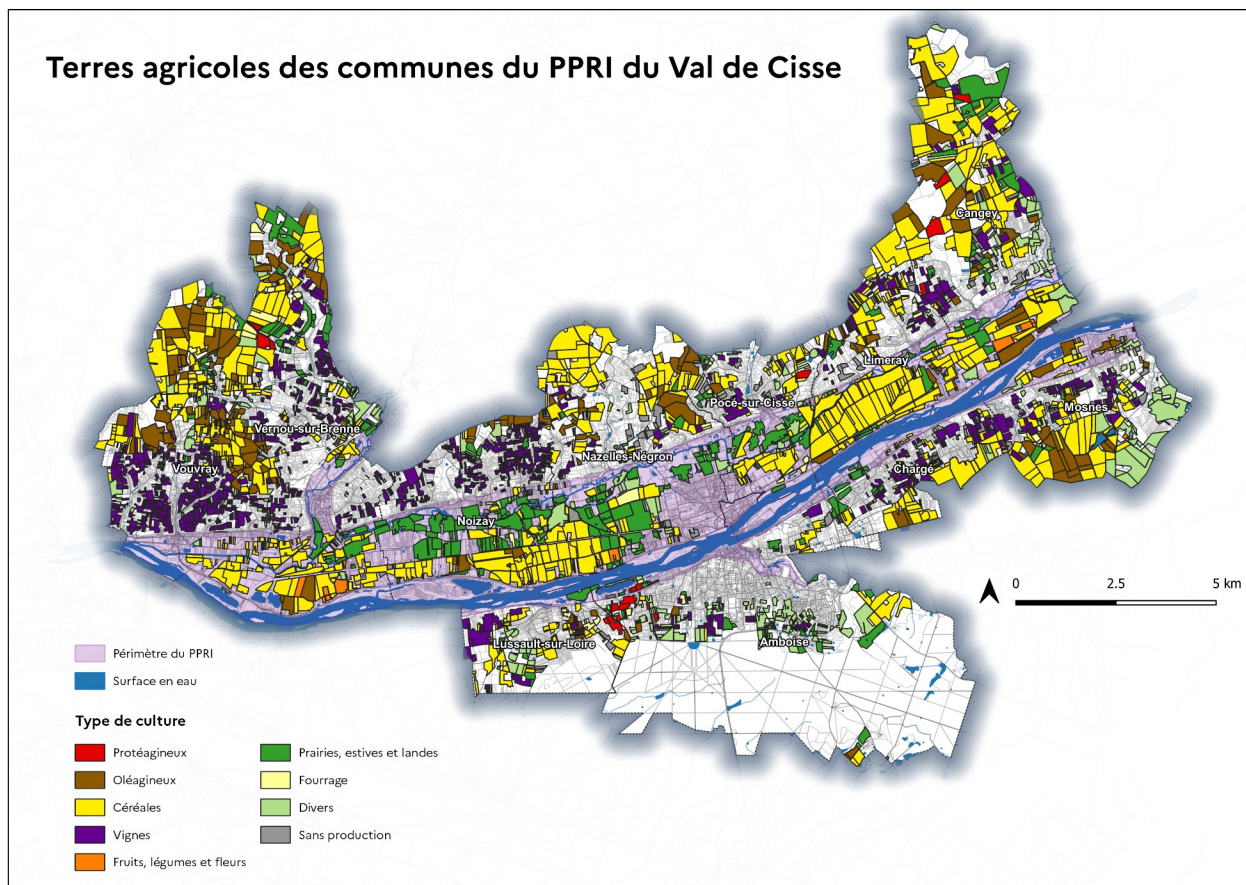 Terres agricoles des communes du PPRI du Val de Cisse
Cangey
Limeray
Pocé-sur-Cisse
Mosnes
Vernou-sur-Brenne
Nazelles-Négron
Vouvray
Chargé
Noizay
0 2.5 5 km
Lussault-sur-Loire
Amboise
Périmètre du PPRI
Surface en eau
Type de culture
Protéagineux
Oléagineux
Céréales
Vignes
Fruits, légumes et fleurs
Prairies, estives et landes
Fourrage
Divers
Sans production